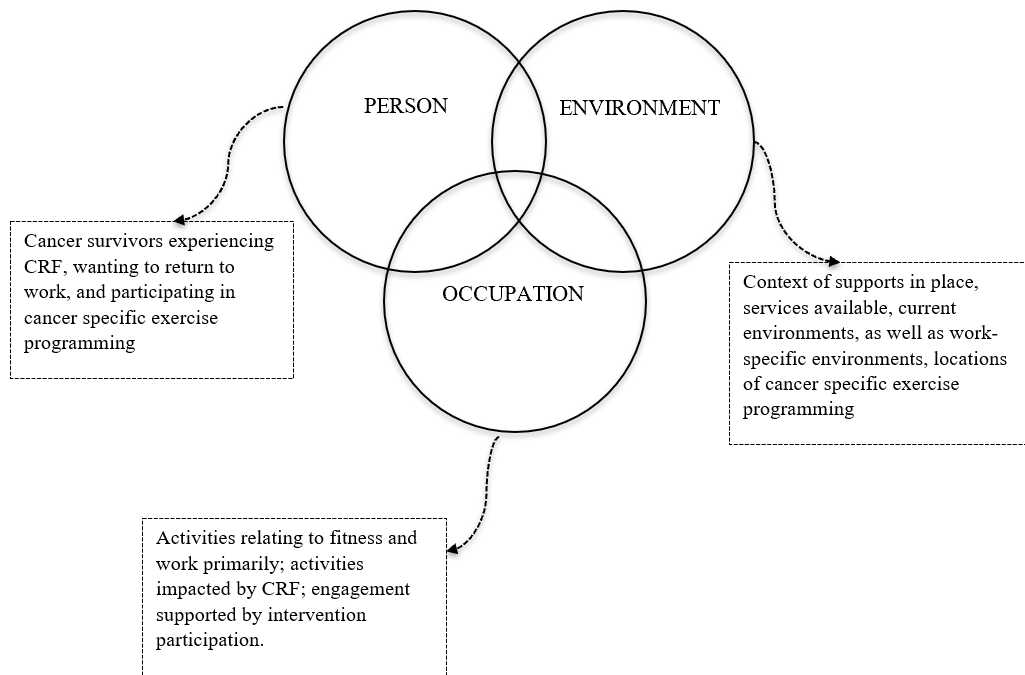 PERSON
ENVIRONMENT
OCCUPATION
Cancer survivors experiencing
CRF, wanting to return to
work, and participating in
cancer specific exercise
programming
Context of supports in place,
services available, current
environments, as well as work-
specific environments, locations
of cancer specific exercise
programming
Activities relating to fitness and
work primarily; activities
impacted by CRF; engagement
supported by intervention
participation.